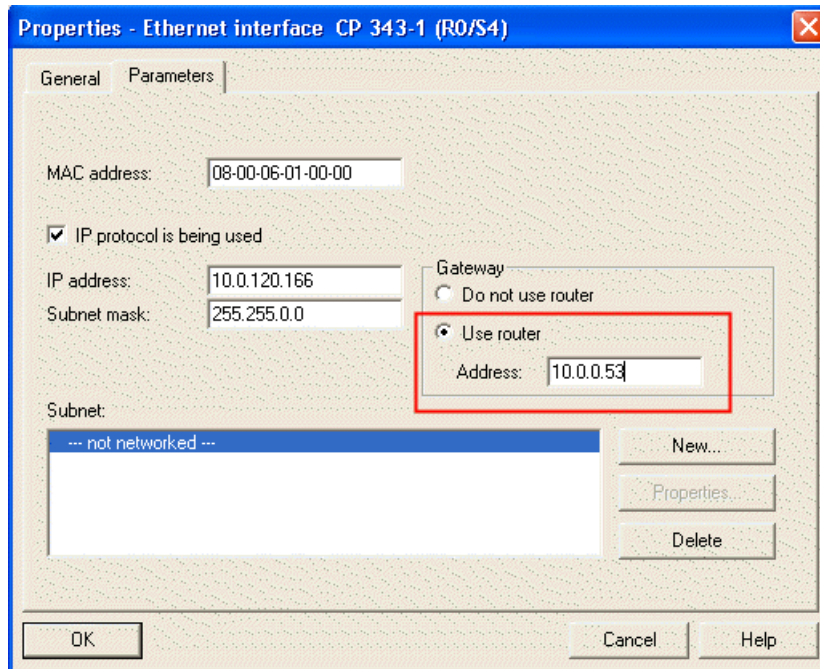 Properties - Ethernet interface CP 343-1 (R0/S4)
General
Parameters
MAC address:
08-00-06-01-00-00
IP protocol is being used
IP address:
10.0.120.166
Subnet mask:
255.255.0.0
Gateway
Do not use router
Use router
Address:
10.0.0.53
Subnet:
--- not networked ---
New...
Properties...
Delete
OK
Cancel
Help